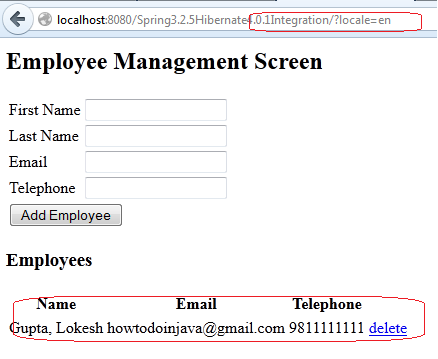 localhost:8080/Spring3.2.5Hibernate4.0.1Integration/?locale=en
Employee Management Screen
First Name
Last Name
Email
Telephone
Add Employee
Employees
Name Email Telephone
Gupta, Lokesh howtodoinjava@gmail.com 9811111111 delete